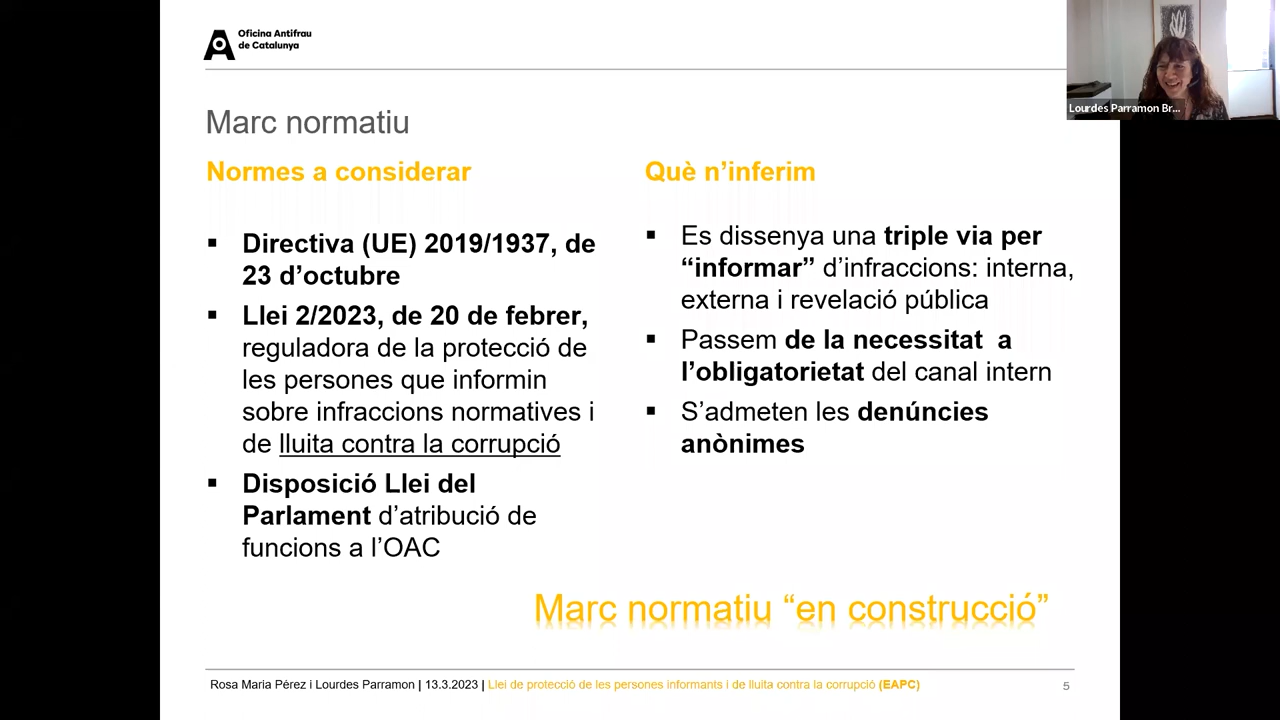 Oficina Antifrau
de Catalunya
Lourdes Parramon Br...
Marc normatiu
Normes a considerar
▪ Directiva (UE) 2019/1937, de
23 d’octubre
▪ Llei 2/2023, de 20 de febrer,
reguladora de la protecció de
les persones que informin
sobre infraccions normatives i
de lluita contra la corrupció
▪ Disposició Llei del
Parlament d’atribució de
funcions a l’OAC
Què n’inferim
▪ Es dissenya una triple via per
“informar” d’infraccions: interna,
externa i revelació pública
▪ Passem de la necessitat a
l’obligatorietat del canal intern
▪ S’admeten les denúncies
anònimes
Marc normatiu “en construcció”
Rosa Maria Pérez i Lourdes Parramon | 13.3.2023 | Llei de protecció de les persones informants i de lluita contra la corrupció (EAPC)
5